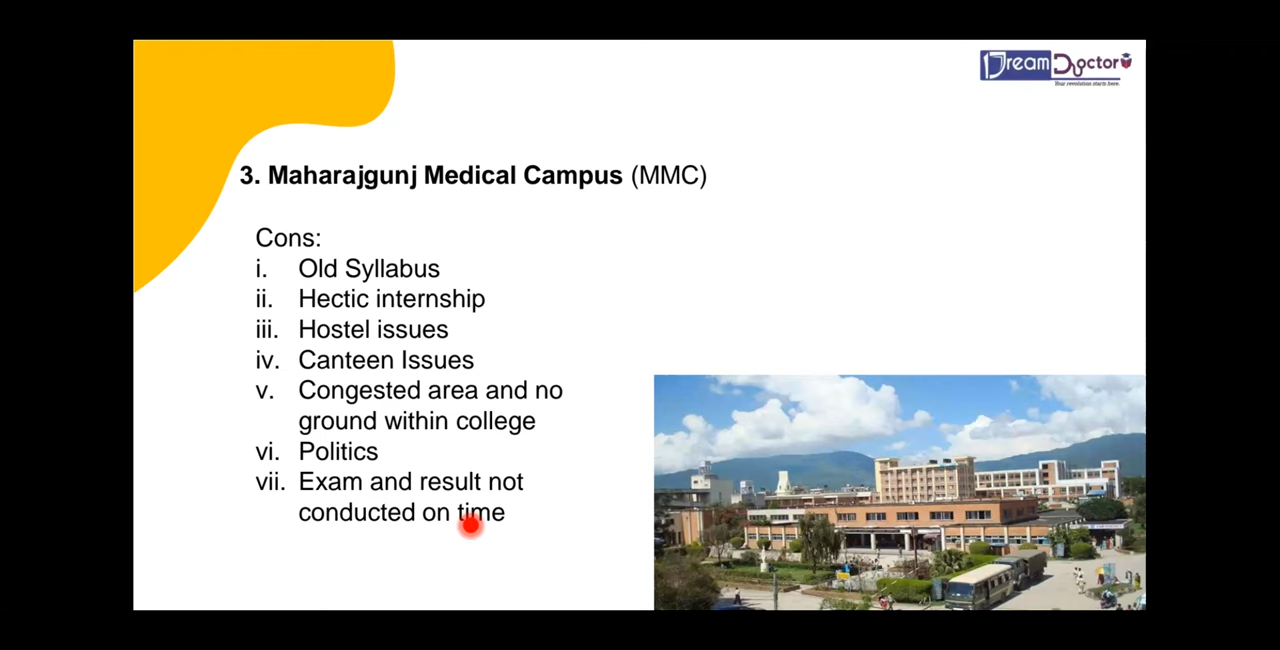 Dream Doctor
Your revolution starts here.
3. Maharajgunj Medical Campus (MMC)
Cons:
i. Old Syllabus
ii. Hectic internship
iii. Hostel issues
iv. Canteen Issues
v. Congested area and no
ground within college
vi. Politics
vii. Exam and result not
conducted on time